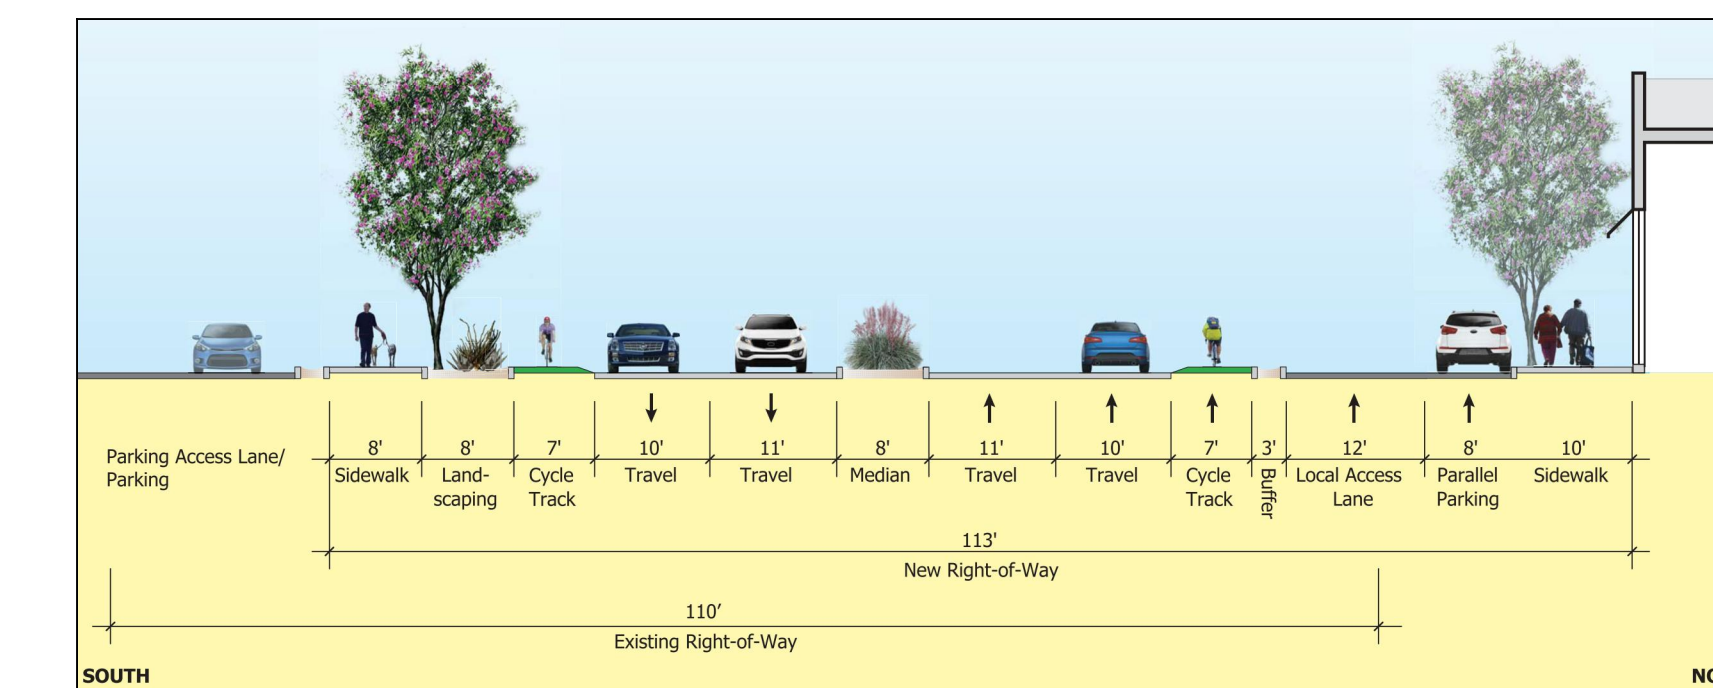 8' 8' 7' 10' 11' 8' 11' 10' 7' 3' 12' 8' 10'
Parking Access Lane/
Parking
Sidewalk
Land-
scaping
Cycle
Track
Travel
Travel
Median
Travel
Travel
Cycle
Track
Buffer
Local Access
Lane
Parallel
Parking
Sidewalk
113'
New Right-of-Way
110′
Existing Right-of-Way
SOUTH